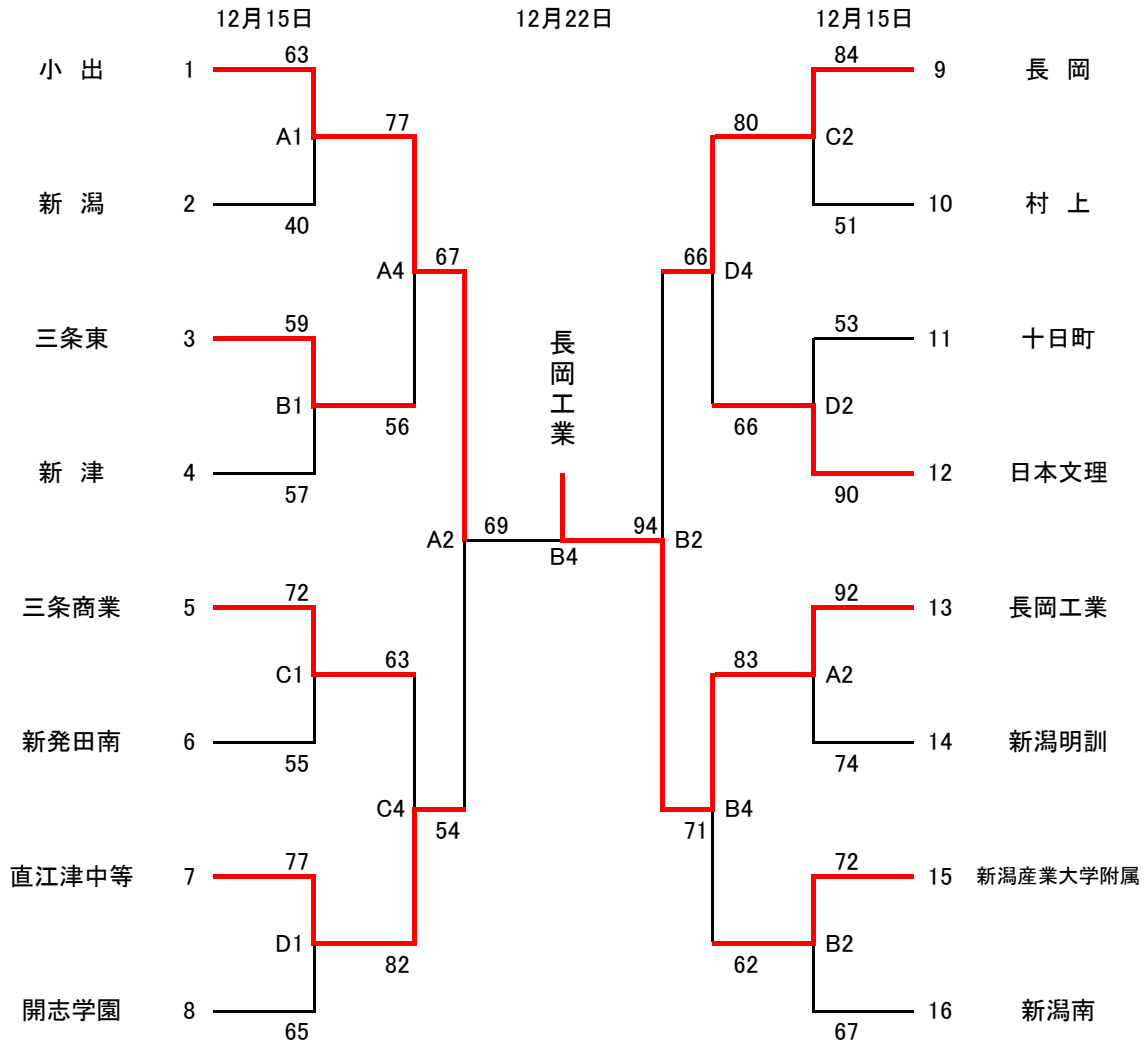 12月15日 12月22日 12月15日
63 84
小 出 1 9 長 岡
77 80
A1 C2
新 潟 2 10 村 上
40 51
67 66
A4 D4
59 53
三条東 3 11 十日町
長岡工業
B1 D2
56 66
新 津 4 12 日本文理
57 90
69 94
A2 B2
B4
72 92
三条商業 5 13 長岡工業
63 83
C1 A2
新発田南 6 14 新潟明訓
55 74
C4 B4
54 71
77 72
直江津中等 7 15 新潟産業大学附属
D1 B2
82 62
開志学園 8 16 新潟南
65 67